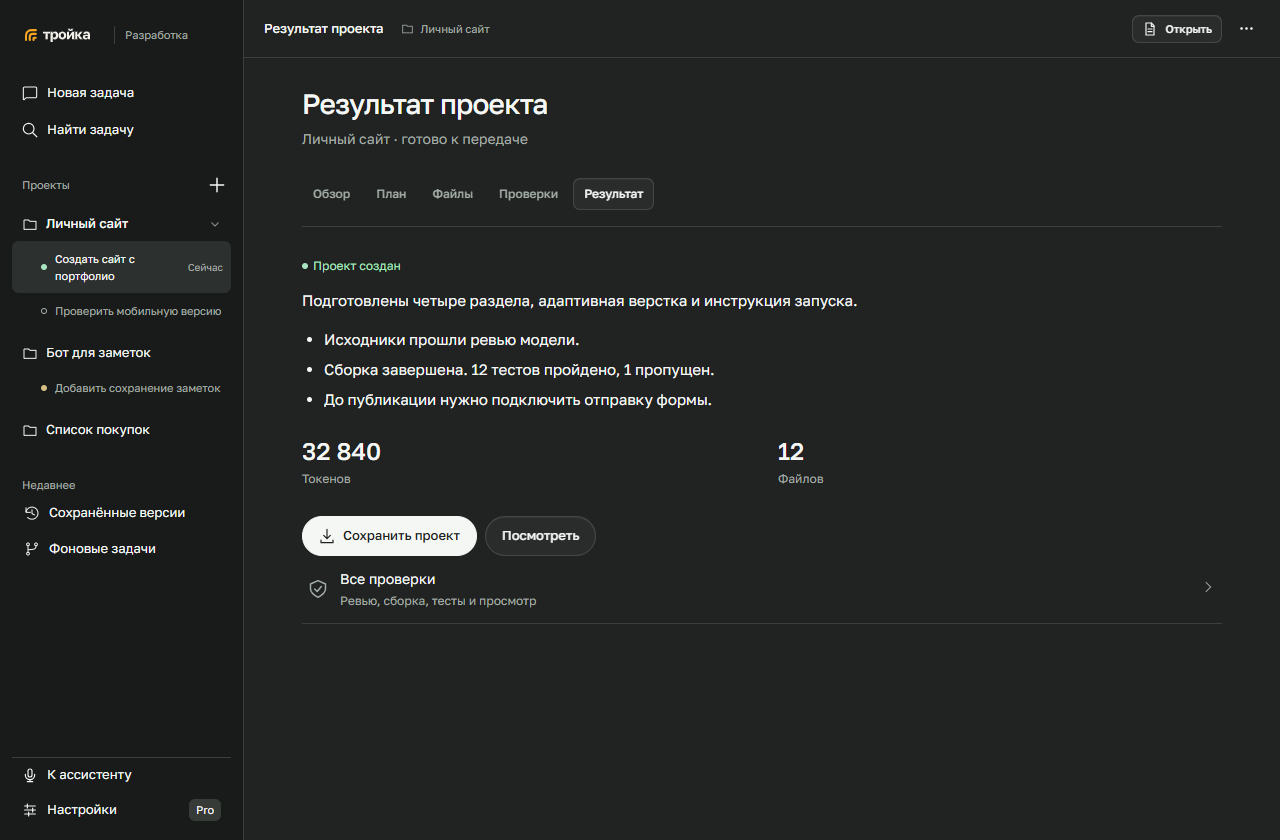 тройка
Разработка
Новая задача
Найти задачу
Проекты
Личный сайт
Создать сайт с
портфолио
Сейчас
Проверить мобильную версию
Бот для заметок
Добавить сохранение заметок
Список покупок
Недавнее
Сохранённые версии
Фоновые задачи
К ассистенту
Настройки
Pro
Результат проекта
Личный сайт
Открыть
Результат проекта
Личный сайт · готово к передаче
Обзор
План
Файлы
Проверки
Результат
Проект создан
Подготовлены четыре раздела, адаптивная верстка и инструкция запуска.
Исходники прошли ревью модели.
Сборка завершена. 12 тестов пройдено, 1 пропущен.
До публикации нужно подключить отправку формы.
32 840
Токенов
12
Файлов
Сохранить проект
Посмотреть
Все проверки
Ревью, сборка, тесты и просмотр